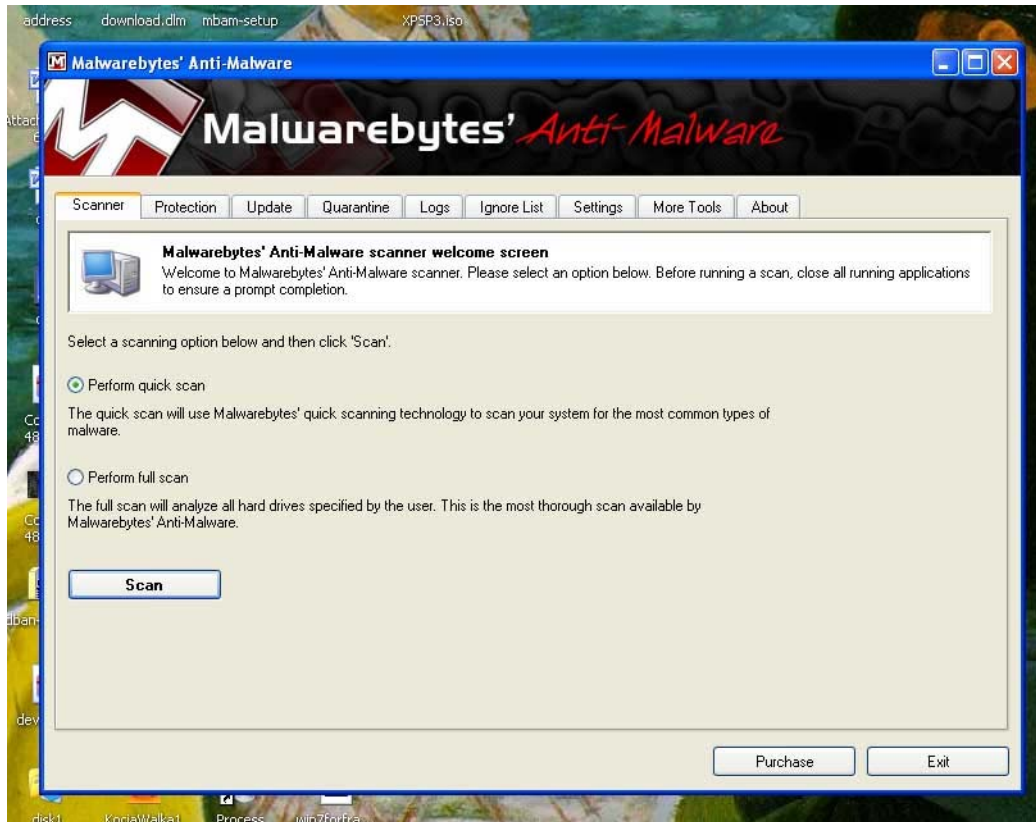 address download.dlm mbam-setup XPSP3.iso
Malwarebytes' Anti-Malware
Malwarebytes' Anti-Malware
Scanner Protection Update Quarantine Logs Ignore List Settings More Tools About
Malwarebytes' Anti-Malware scanner welcome screen
Welcome to Malwarebytes' Anti-Malware scanner. Please select an option below. Before running a scan, close all running applications
to ensure a prompt completion.
Select a scanning option below and then click 'Scan'.
Perform quick scan
The quick scan will use Malwarebytes' quick scanning technology to scan your system for the most common types of
malware.
Perform full scan
The full scan will analyze all hard drives specified by the user. This is the most thorough scan available by
Malwarebytes' Anti-Malware.
Scan
Purchase Exit
disk1 KociaWalka1 Process win7forfra